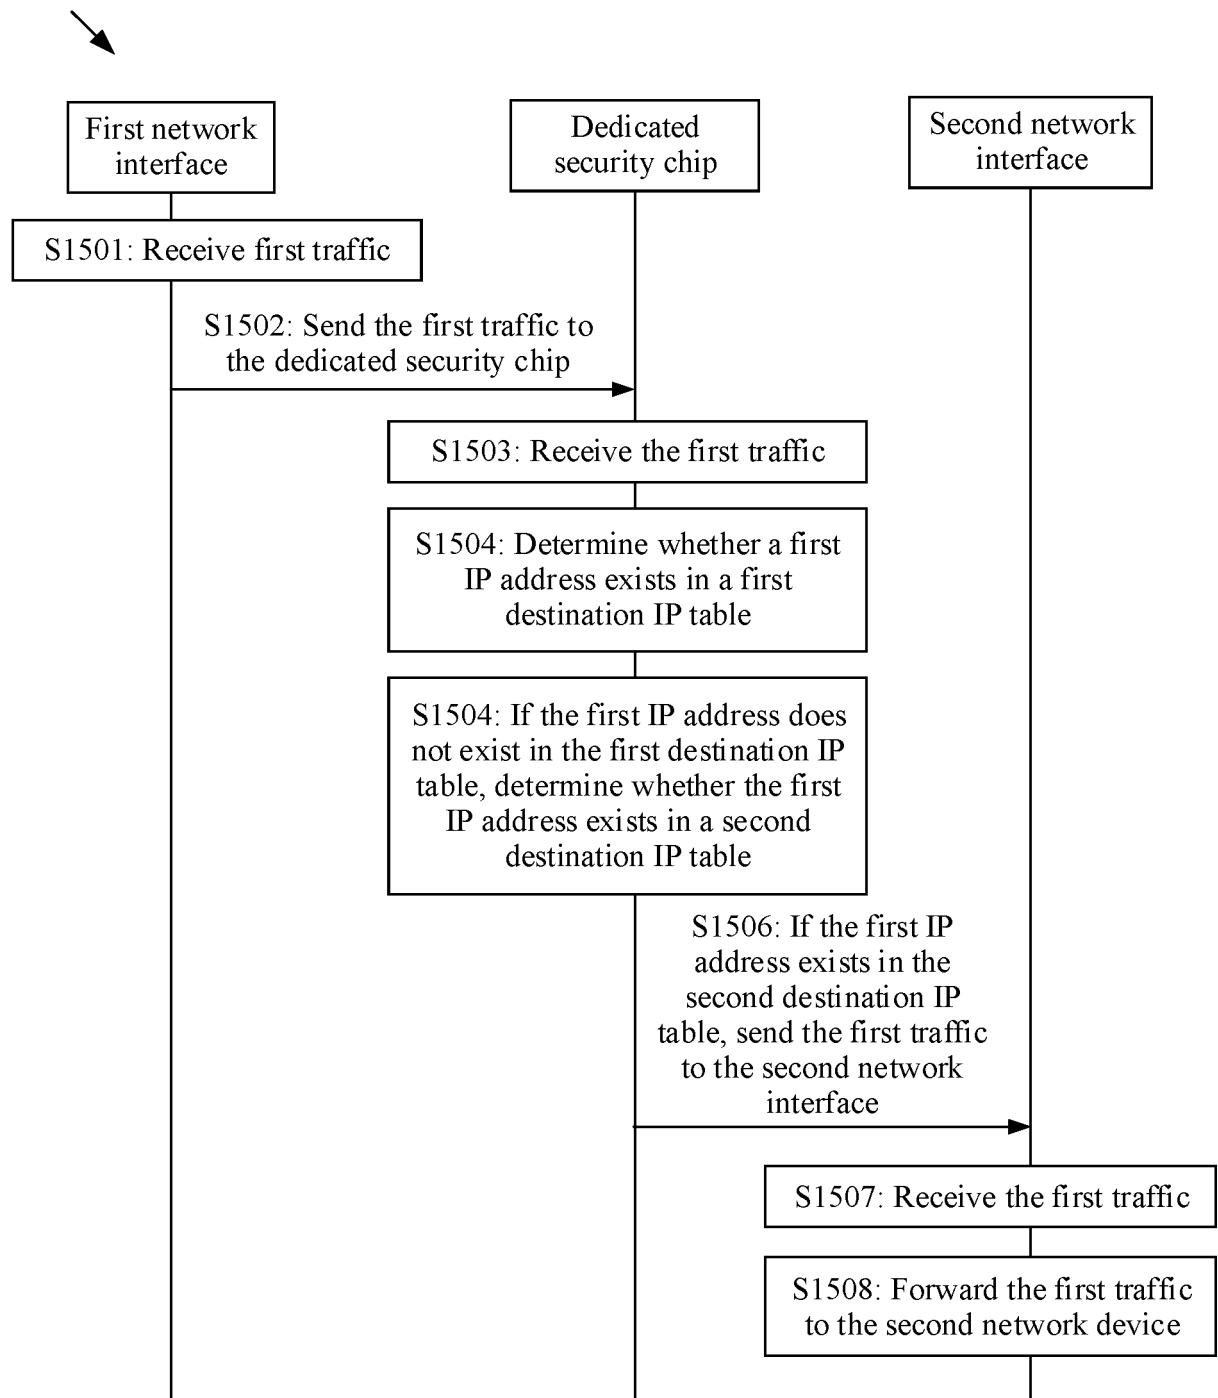 First network
interface
Dedicated
security chip
Second network
interface
S1501: Receive first traffic
S1502: Send the first traffic to
the dedicated security chip
S1503: Receive the first traffic
S1504: Determine whether a first
IP address exists in a first
destination IP table
S1504: If the first IP address does
not exist in the first destination IP
table, determine whether the first
IP address exists in a second
destination IP table
S1506: If the first IP
address exists in the
second destination IP
table, send the first traffic
to the second network
interface
S1507: Receive the first traffic
S1508: Forward the first traffic
to the second network device